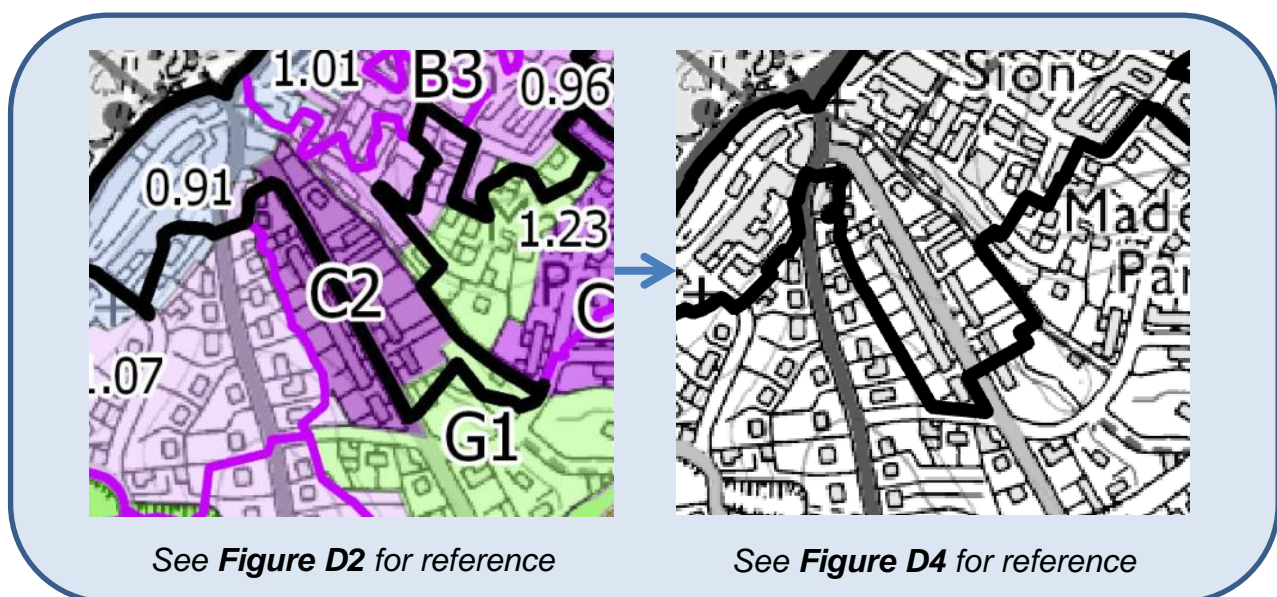 1.01
B3
0.96
0.91
1.23
C2
C
.07
G1
Sion
Made
Par
See Figure D2 for reference
See Figure D4 for reference